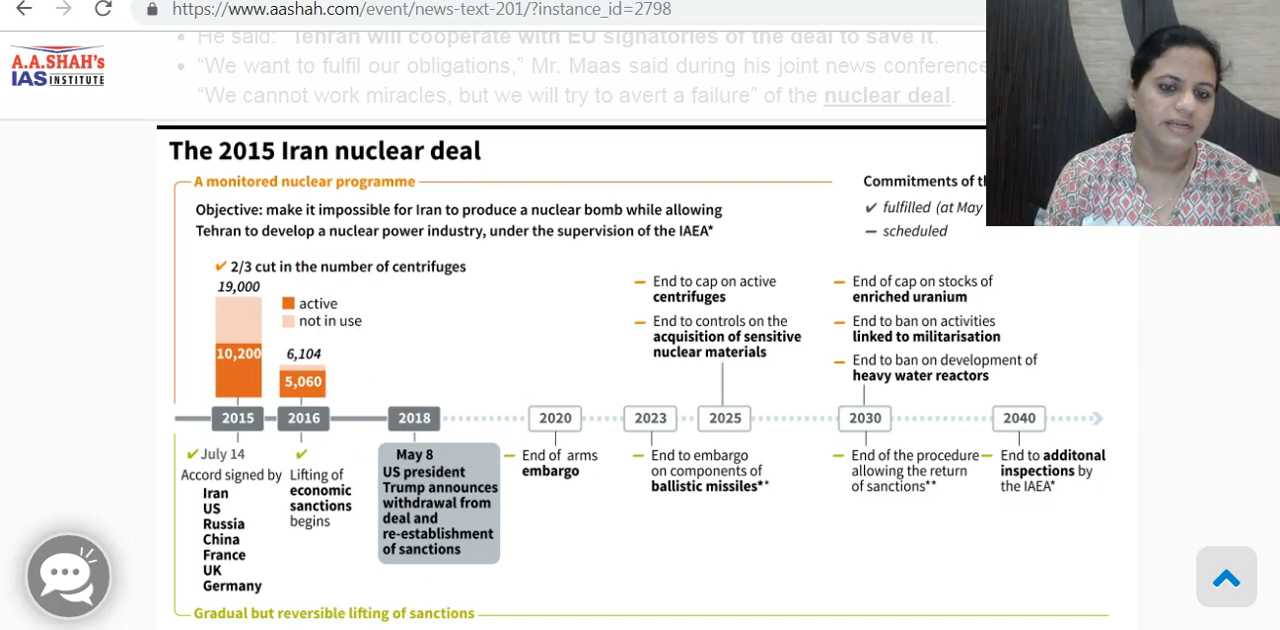 https://www.aashah.com/event/news-text-201/?instance_id=2798
A.A.SHAH's
IAS INSTITUTE
• He said: "Tehran will cooperate with EU signatories of the deal to save it.
• “We want to fulfil our obligations,” Mr. Maas said during his joint news conference
“We cannot work miracles, but we will try to avert a failure” of the nuclear deal.
The 2015 Iran nuclear deal
A monitored nuclear programme
Commitments of th
Objective: make it impossible for Iran to produce a nuclear bomb while allowing
Tehran to develop a nuclear power industry, under the supervision of the IAEA*
✓ fulfilled (at May
– scheduled
✓ 2/3 cut in the number of centrifuges
19,000
active
not in use
10,200
6,104
5,060
– End to cap on active
centrifuges
– End to controls on the
acquisition of sensitive
nuclear materials
– End of cap on stocks of
enriched uranium
– End to ban on activities
linked to militarisation
– End to ban on development of
heavy water reactors
2015
2016
2018
2020
2023
2025
2030
2040
✓ July 14
Accord signed by
Iran
US
Russia
China
France
UK
Germany
✓
Lifting of
economic
sanctions
begins
May 8
US president
Trump announces
withdrawal from
deal and
re-establishment
of sanctions
– End of arms
embargo
– End to embargo
on components of
ballistic missiles**
– End of the procedure
allowing the return
of sanctions**
– End to additonal
inspections by
the IAEA*
Gradual but reversible lifting of sanctions